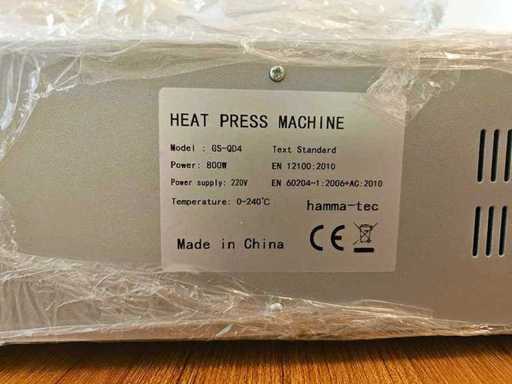 HEAT PRESS MACHINE
Model : GS-QD4 Text Standard
Power: 800W EN 12100:2010
Power supply: 220V EN 60204-1:2006+AC:2010
Temperature: 0-240℃ hamma-tec
Made in China CE